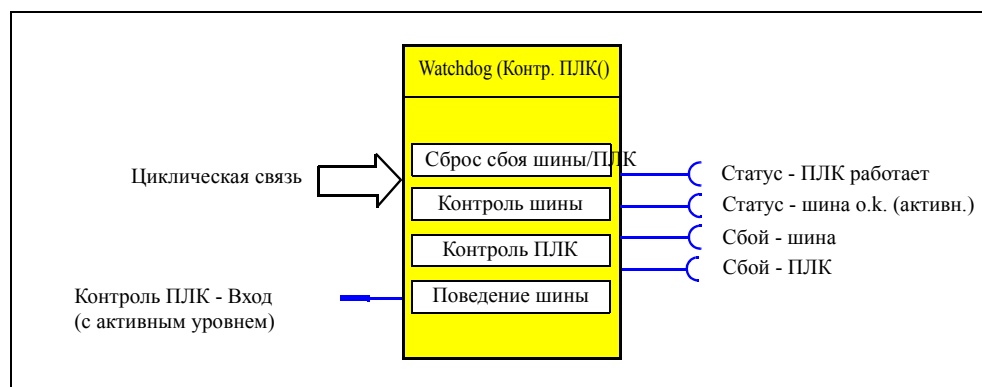 Watchdog (Контр. ПЛК()
Сброс сбоя шины/ПЛК
Циклическая связь
Статус - ПЛК работает
Контроль шины
Статус - шина o.k. (активн.)
Контроль ПЛК
Сбой - шина
Сбой - ПЛК
Контроль ПЛК - Вход
(с активным уровнем)
Поведение шины